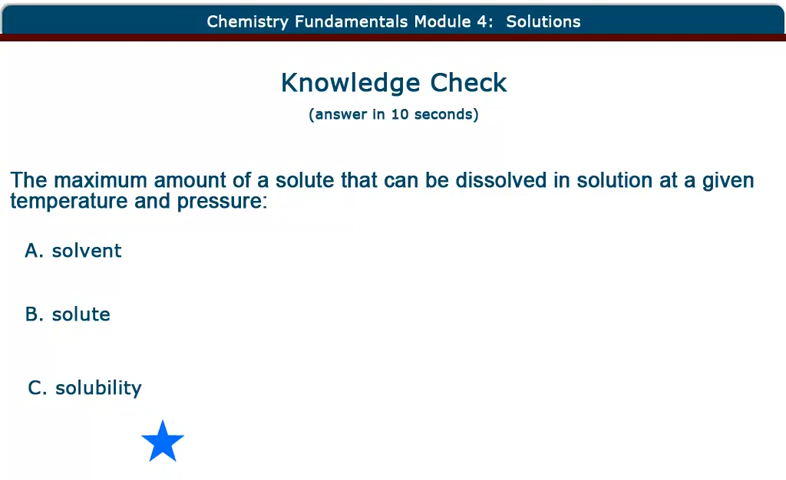 Chemistry Fundamentals Module 4:  Solutions
Knowledge Check
(answer in 10 seconds)
The maximum amount of a solute that can be dissolved in solution at a given
temperature and pressure:
A. solvent
B. solute
C. solubility